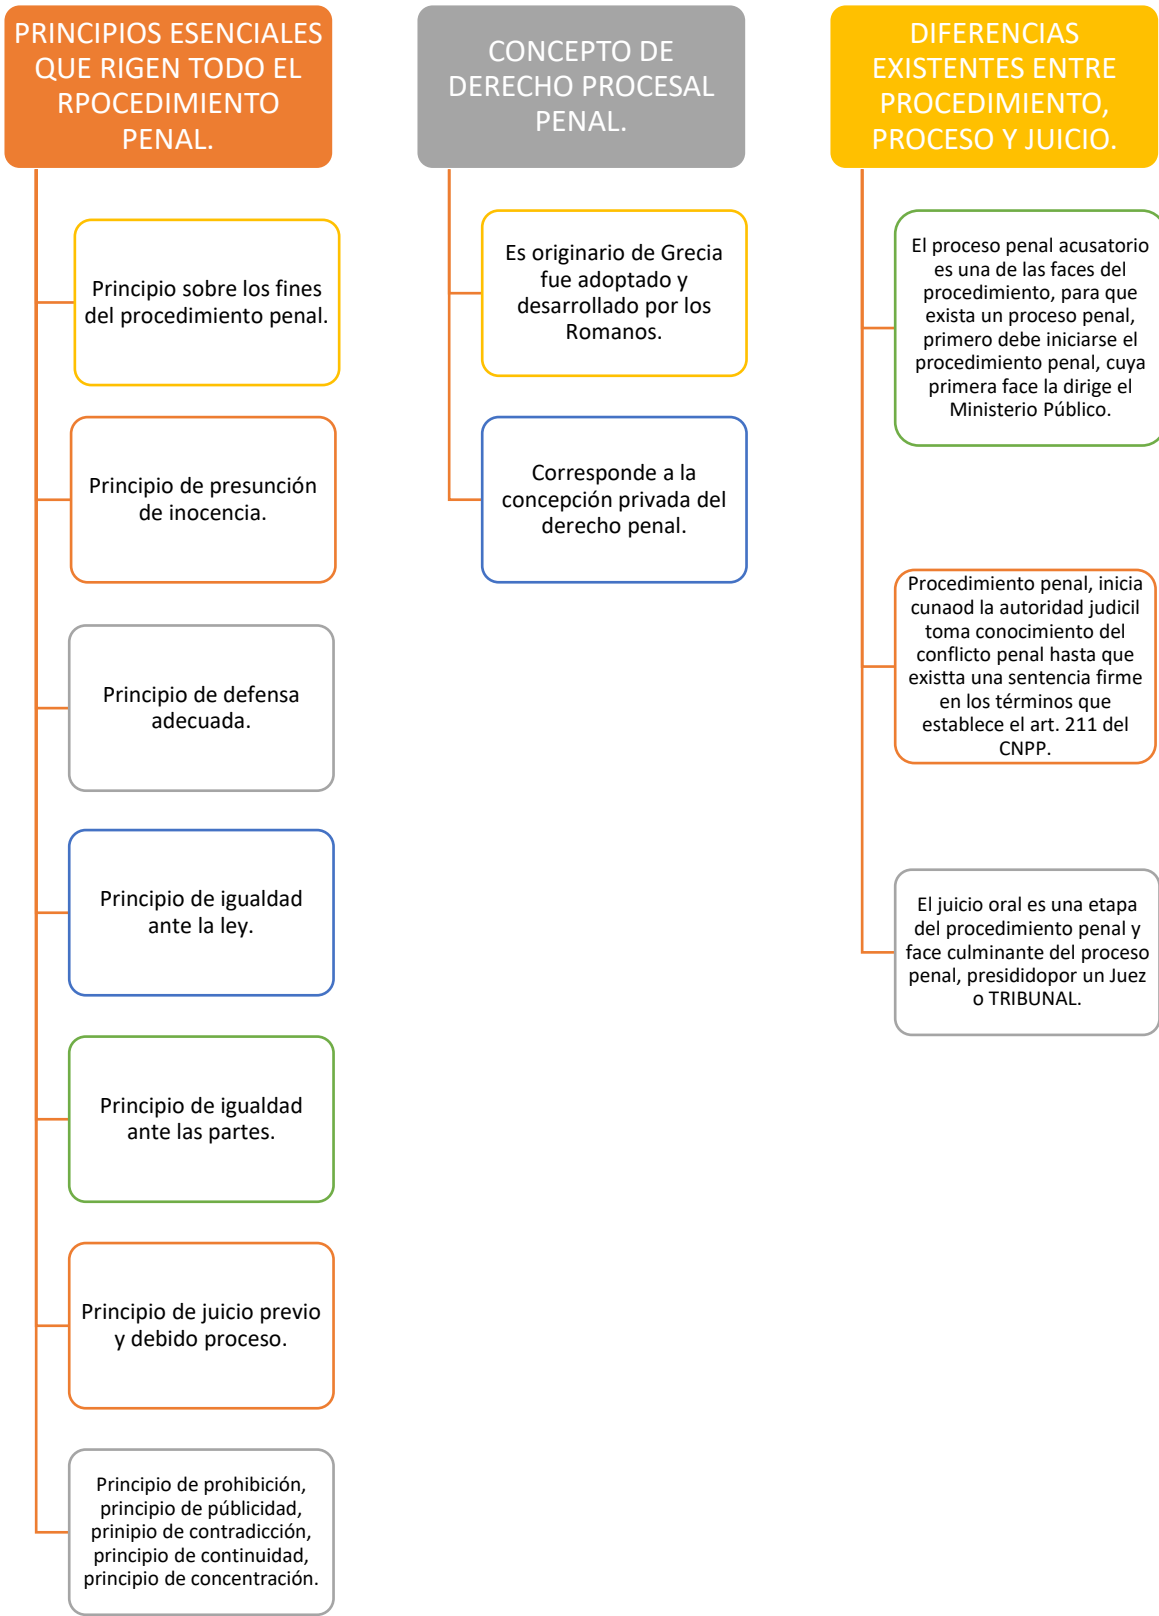 PRINCIPIOS ESENCIALES
QUE RIGEN TODO EL
RPOCEDIMIENTO
PENAL.
Principio sobre los fines
del procedimiento penal.
Principio de presunción
de inocencia.
Principio de defensa
adecuada.
Principio de igualdad
ante la ley.
Principio de igualdad
ante las partes.
Principio de juicio previo
y debido proceso.
Principio de prohibición,
principio de públicidad,
prinipio de contradicción,
principio de continuidad,
principio de concentración.
CONCEPTO DE
DERECHO PROCESAL
PENAL.
Es originario de Grecia
fue adoptado y
desarrollado por los
Romanos.
Corresponde a la
concepción privada del
derecho penal.
DIFERENCIAS
EXISTENTES ENTRE
PROCEDIMIENTO,
PROCESO Y JUICIO.
El proceso penal acusatorio
es una de las faces del
procedimiento, para que
exista un proceso penal,
primero debe iniciarse el
procedimiento penal, cuya
primera face la dirige el
Ministerio Público.
Procedimiento penal, inicia
cunaod la autoridad judicil
toma conocimiento del
conflicto penal hasta que
existta una sentencia firme
en los términos que
establece el art. 211 del
CNPP.
El juicio oral es una etapa
del procedimiento penal y
face culminante del proceso
penal, presididopor un Juez
o TRIBUNAL.